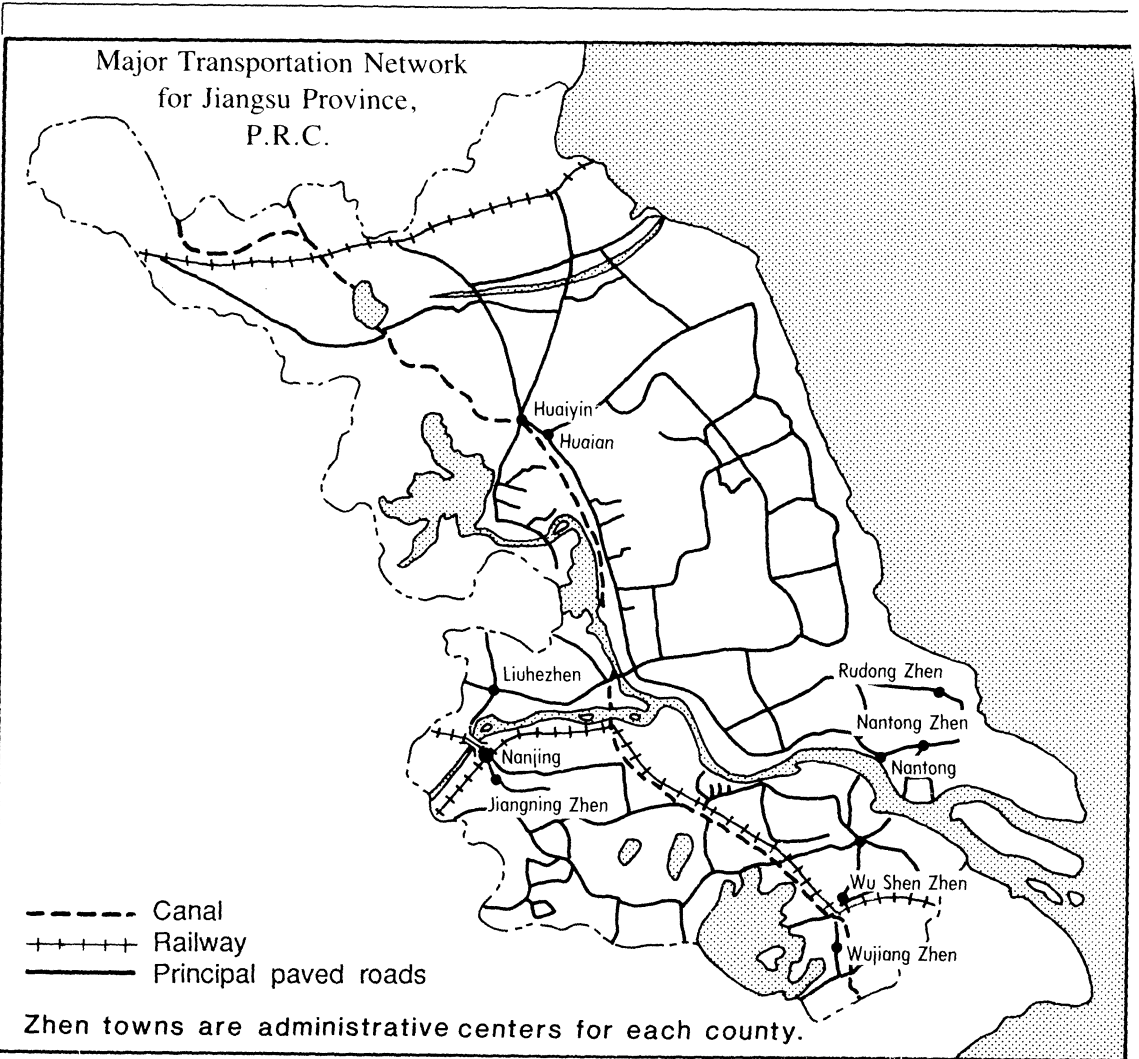 Major Transportation Network
for Jiangsu Province,
P.R.C.
Huaiyin
Huaian
Liuhezhen
Rudong Zhen
Nantong Zhen
Nanjing
Nantong
Jiangning Zhen
Wu Shen Zhen
Wujiang Zhen
Canal
Railway
Principal paved roads
Zhen towns are administrative centers for each county.